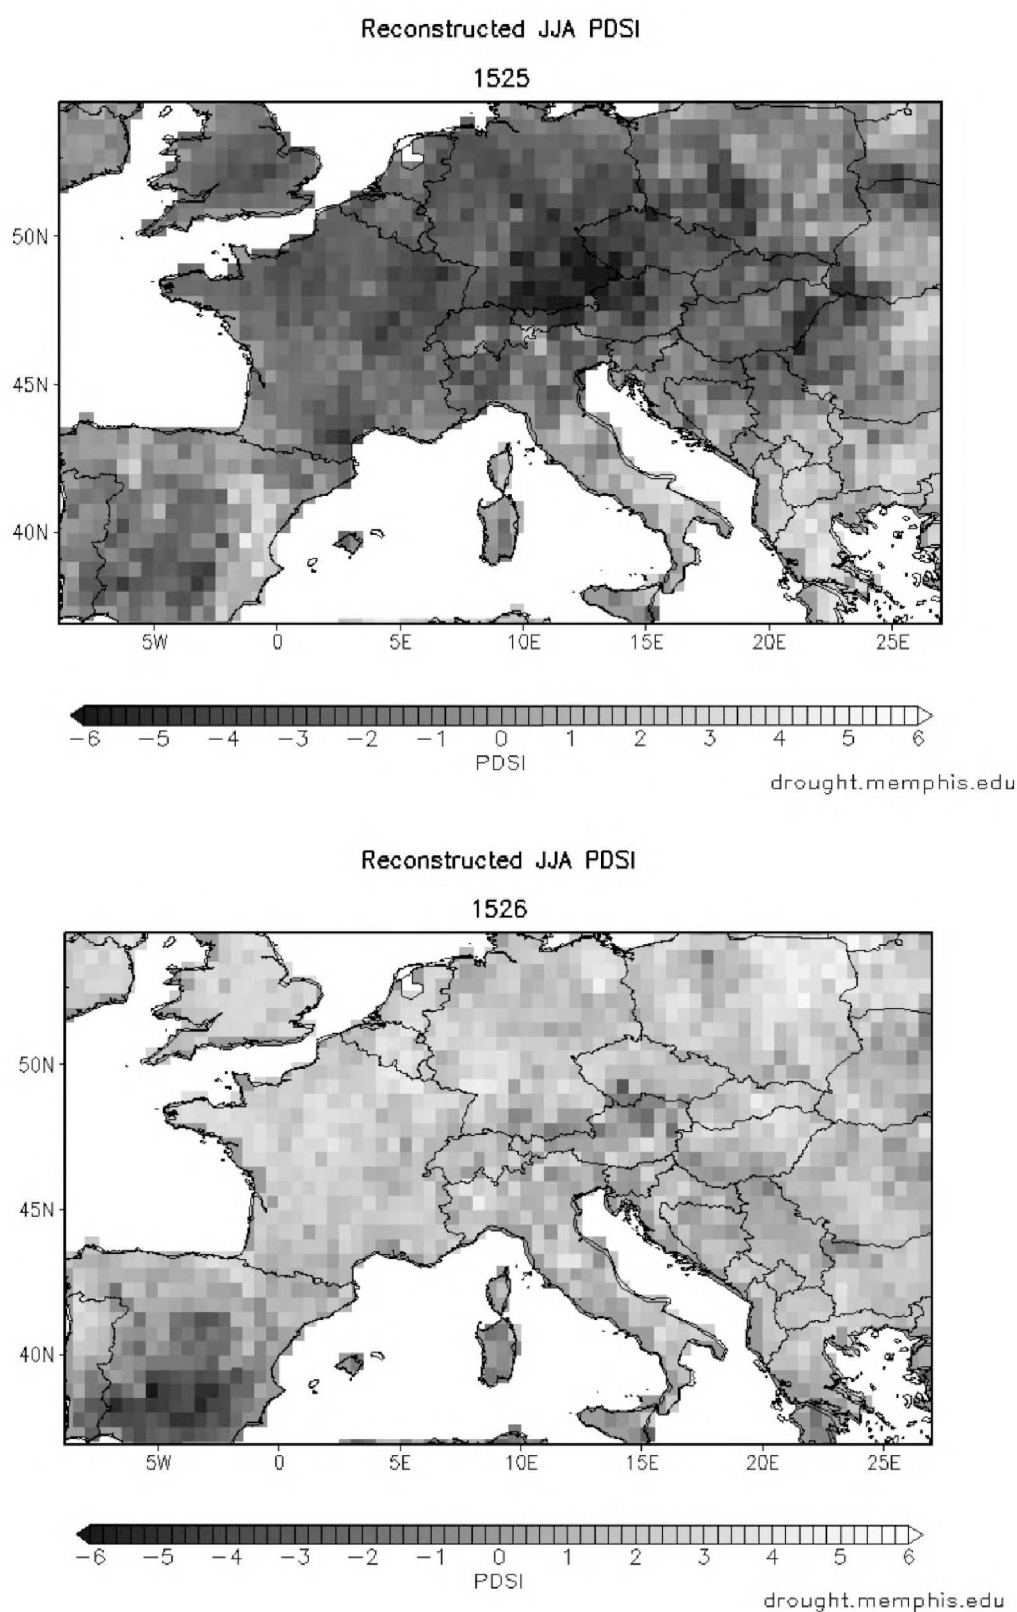 Reconstructed JJA PDSI
1525
50N
45N
40N
5W 0 5E 10E 15E 20E 25E
−6 −5 −4 −3 −2 −1 0 1 2 3 4 5 6
PDSI
drought.memphis.edu
Reconstructed JJA PDSI
1526
50N
45N
40N
5W 0 5E 10E 15E 20E 25E
−6 −5 −4 −3 −2 −1 0 1 2 3 4 5 6
PDSI
drought.memphis.edu